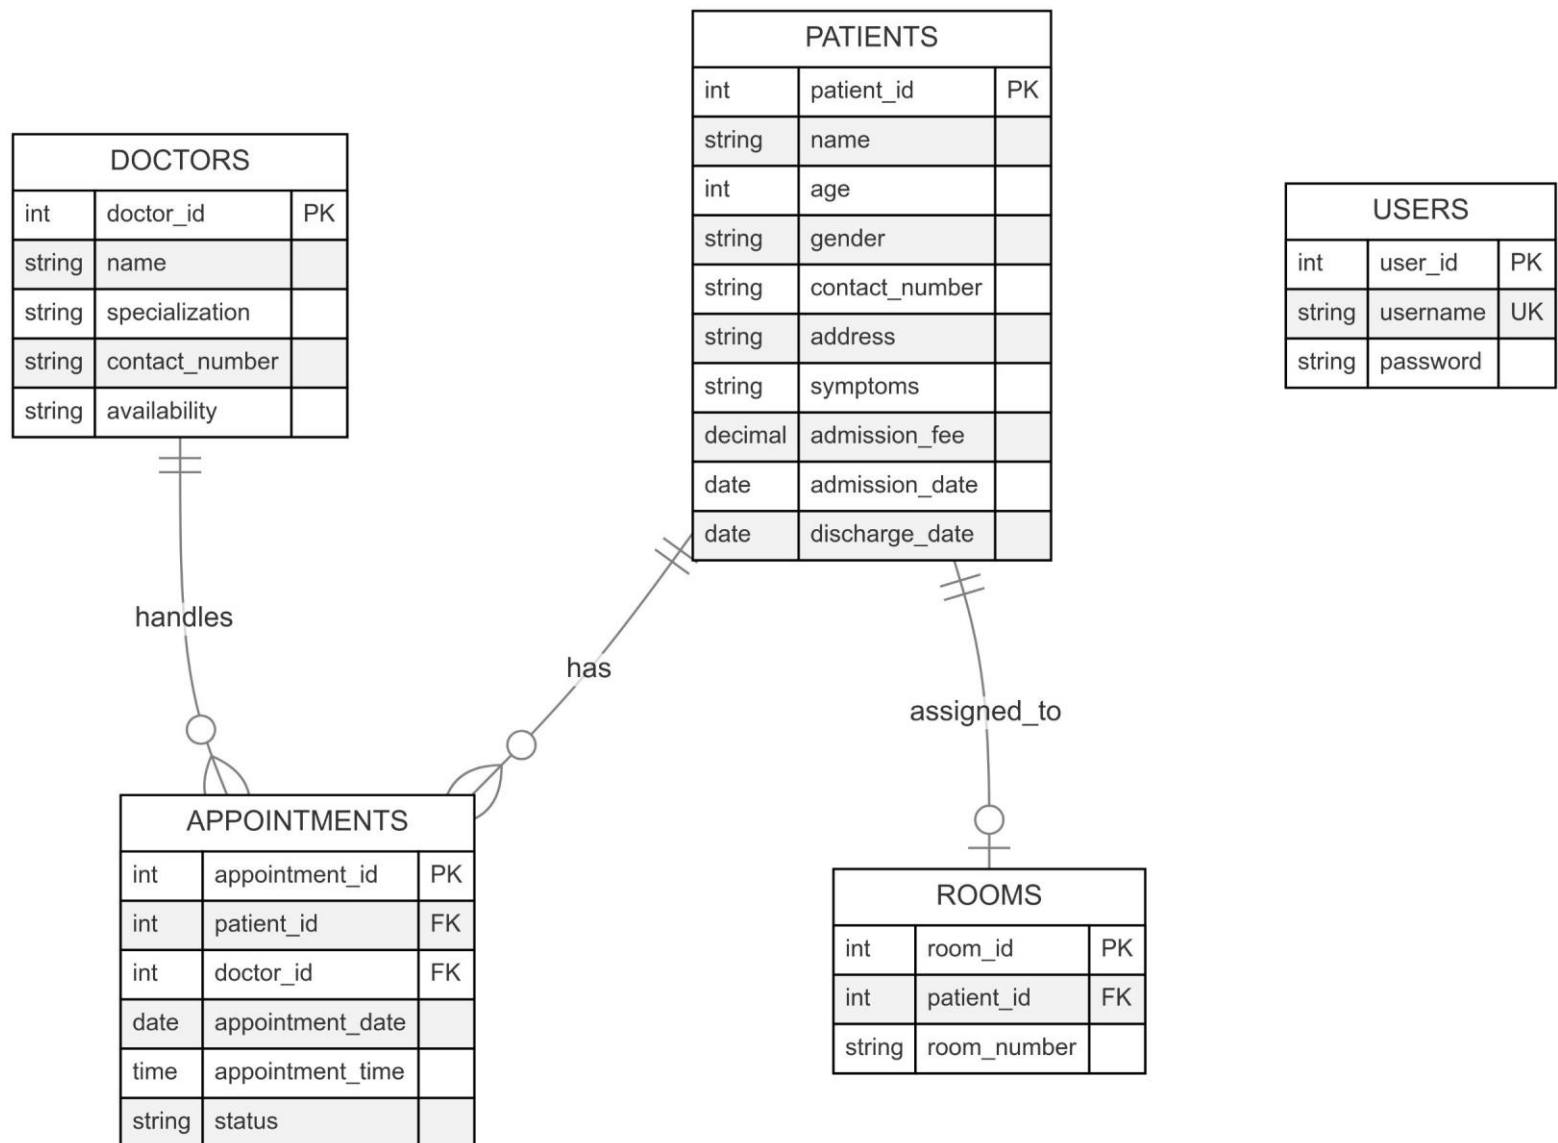 PATIENTS
int patient_id PK
string name
int age
string gender
string contact_number
string address
string symptoms
decimal admission_fee
date admission_date
date discharge_date
DOCTORS
int doctor_id PK
string name
string specialization
string contact_number
string availability
USERS
int user_id PK
string username UK
string password
handles
has
assigned_to
APPOINTMENTS
int appointment_id PK
int patient_id FK
int doctor_id FK
date appointment_date
time appointment_time
string status
ROOMS
int room_id PK
int patient_id FK
string room_number